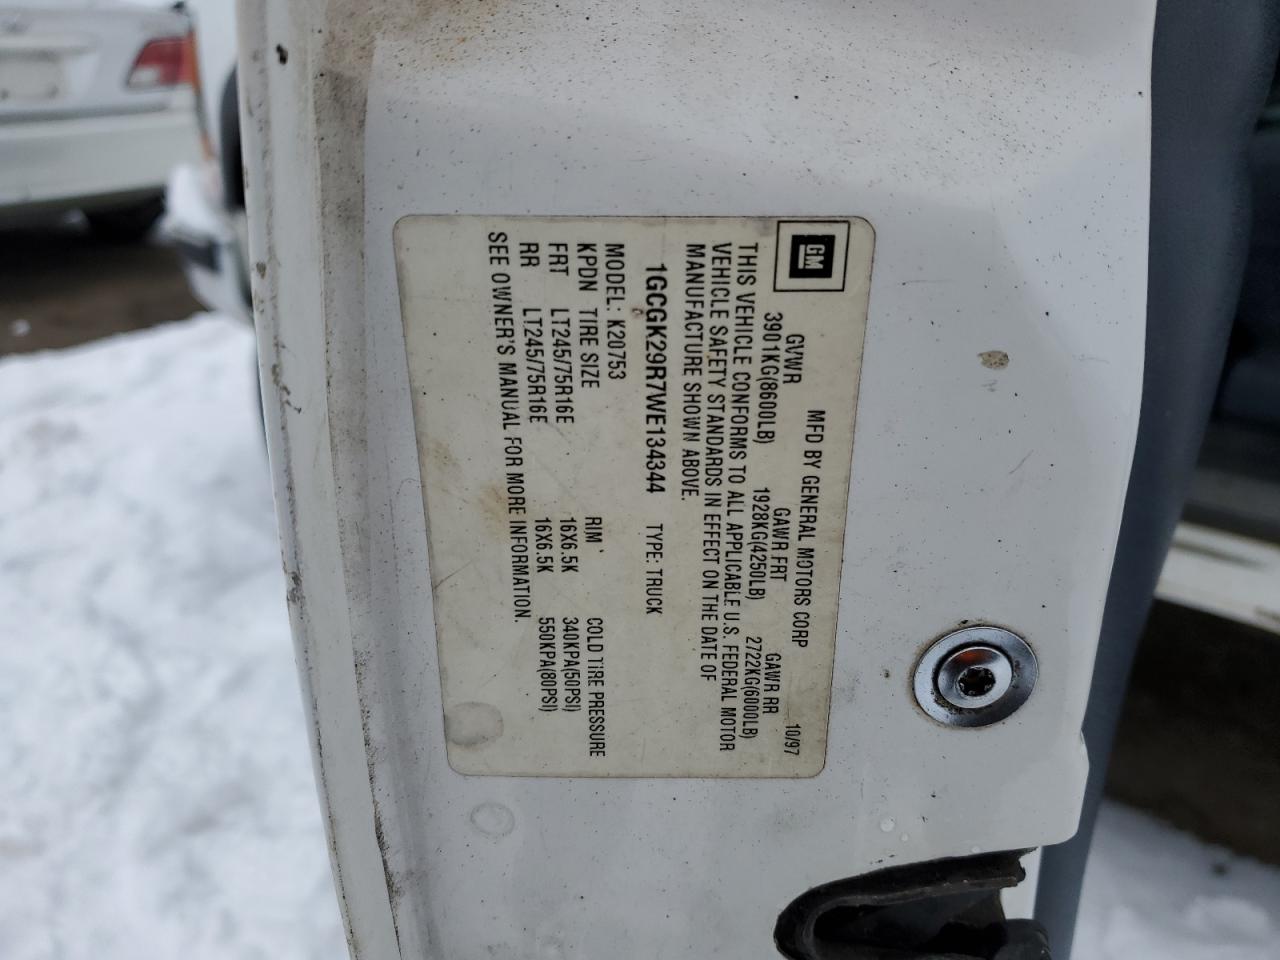 GM
MFD BY GENERAL MOTORS CORP 10/97
GVWR GAWR FRT GAWR RR
3901KG(8600LB) 1928KG(4250LB) 2722KG(6000LB)
THIS VEHICLE CONFORMS TO ALL APPLICABLE U.S. FEDERAL MOTOR
VEHICLE SAFETY STANDARDS IN EFFECT ON THE DATE OF
MANUFACTURE SHOWN ABOVE.
1GCGK29R7WE134344 TYPE: TRUCK
MODEL: K20753
KPDN TIRE SIZE RIM COLD TIRE PRESSURE
FRT LT245/75R16E 16X6.5K 340KPA(50PSI)
RR LT245/75R16E 16X6.5K 550KPA(80PSI)
SEE OWNER'S MANUAL FOR MORE INFORMATION.